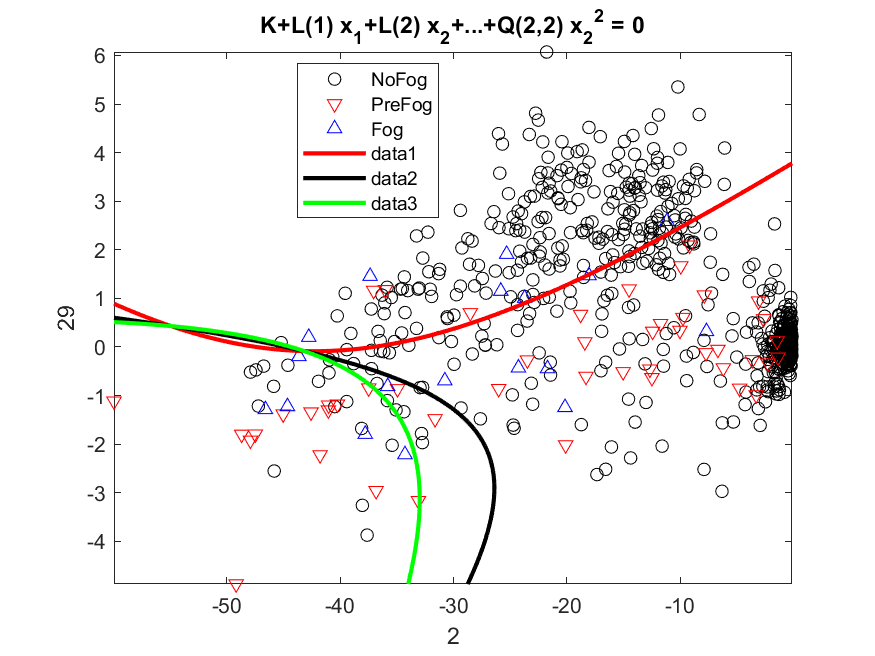 K+L(1) x1+L(2) x2+...+Q(2,2) x2^2 = 0
6
5
4
3
2
1
0
-1
-2
-3
-4
29
NoFog
PreFog
Fog
data1
data2
data3
-50
-40
-30
-20
-10
2